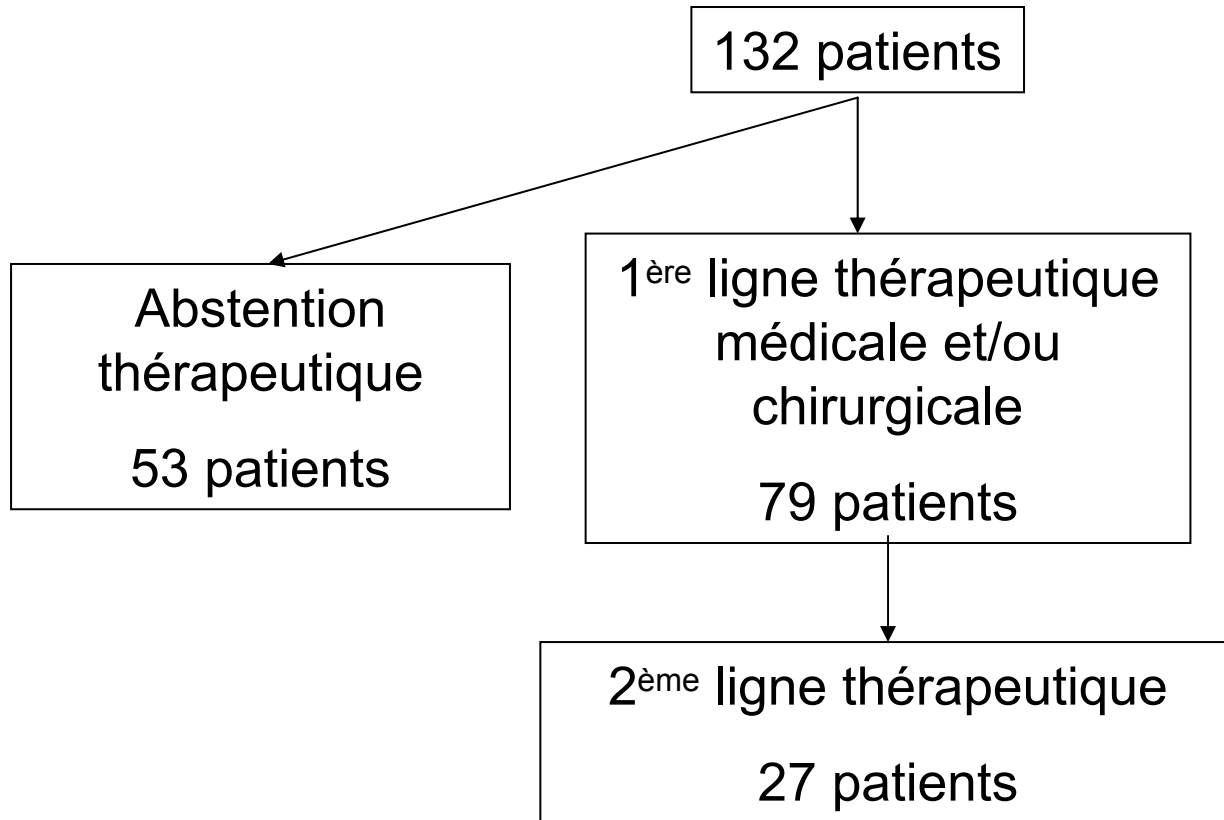 132 patients
Abstention
thérapeutique
53 patients
1ère ligne thérapeutique
médicale et/ou
chirurgicale
79 patients
2ème ligne thérapeutique
27 patients